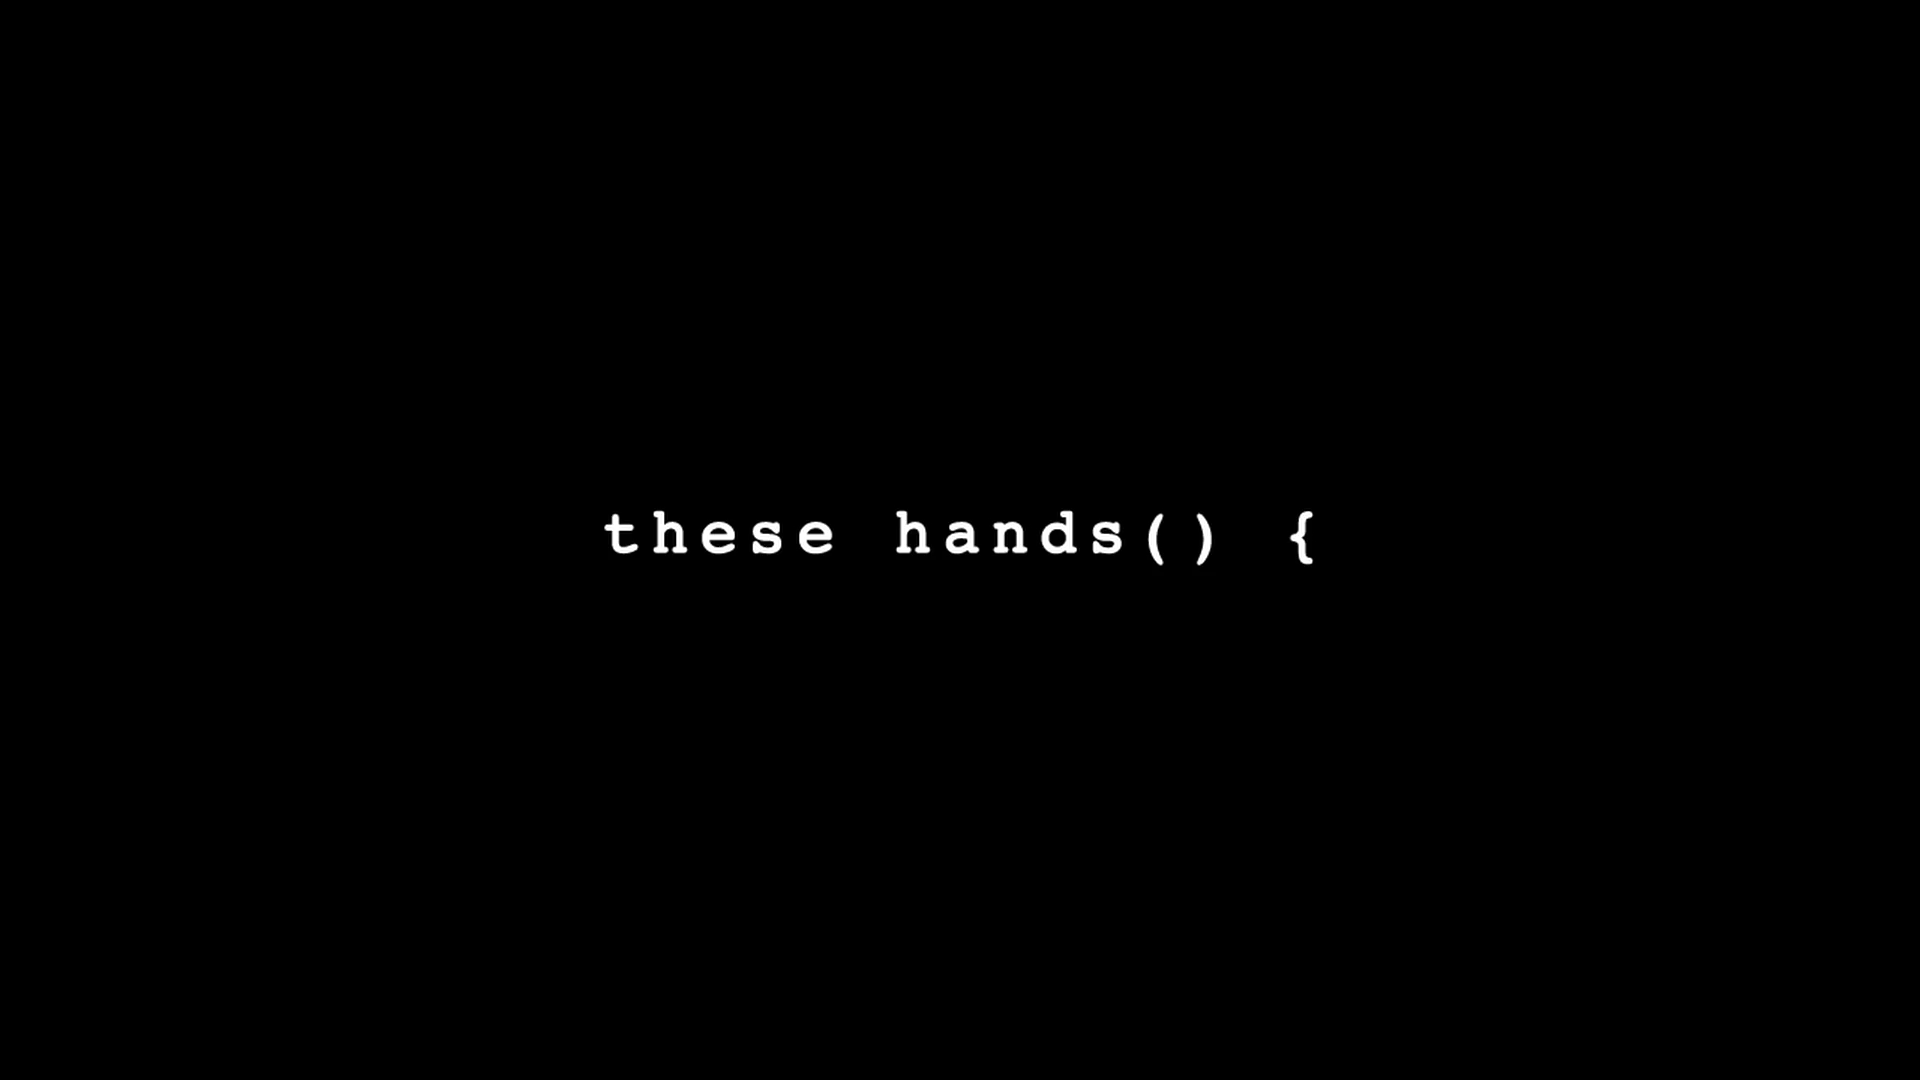 these hands() {